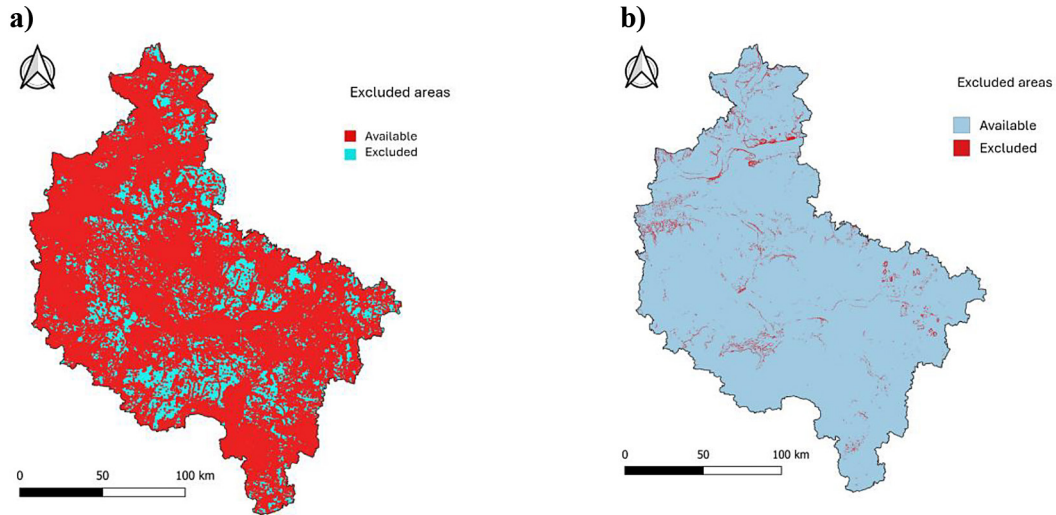 a)
Excluded areas
Available
Excluded
0 50 100 km
b)
Excluded areas
Available
Excluded
0 50 100 km